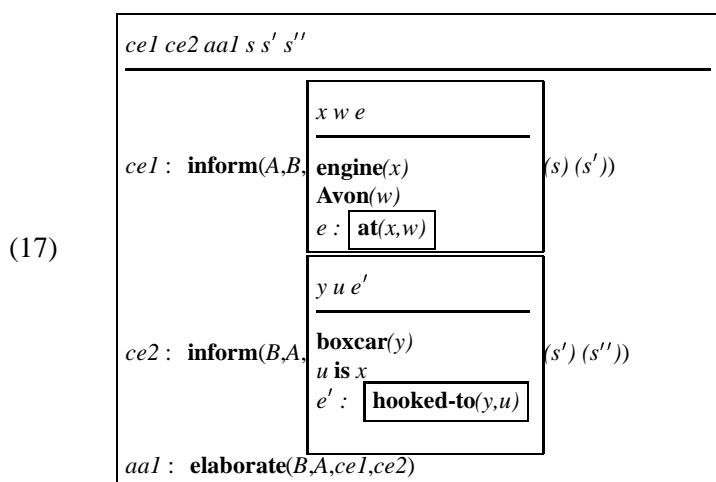 ce1 ce2 aa1 s s′ s′′
x w e
ce1 : inform(A,B, engine(x) (s) (s′))
Avon(w)
e : at(x,w)
(17)
y u e′
boxcar(y)
ce2 : inform(B,A, u is x (s′) (s′′))
e′ : hooked-to(y,u)
aa1 : elaborate(B,A,ce1,ce2)